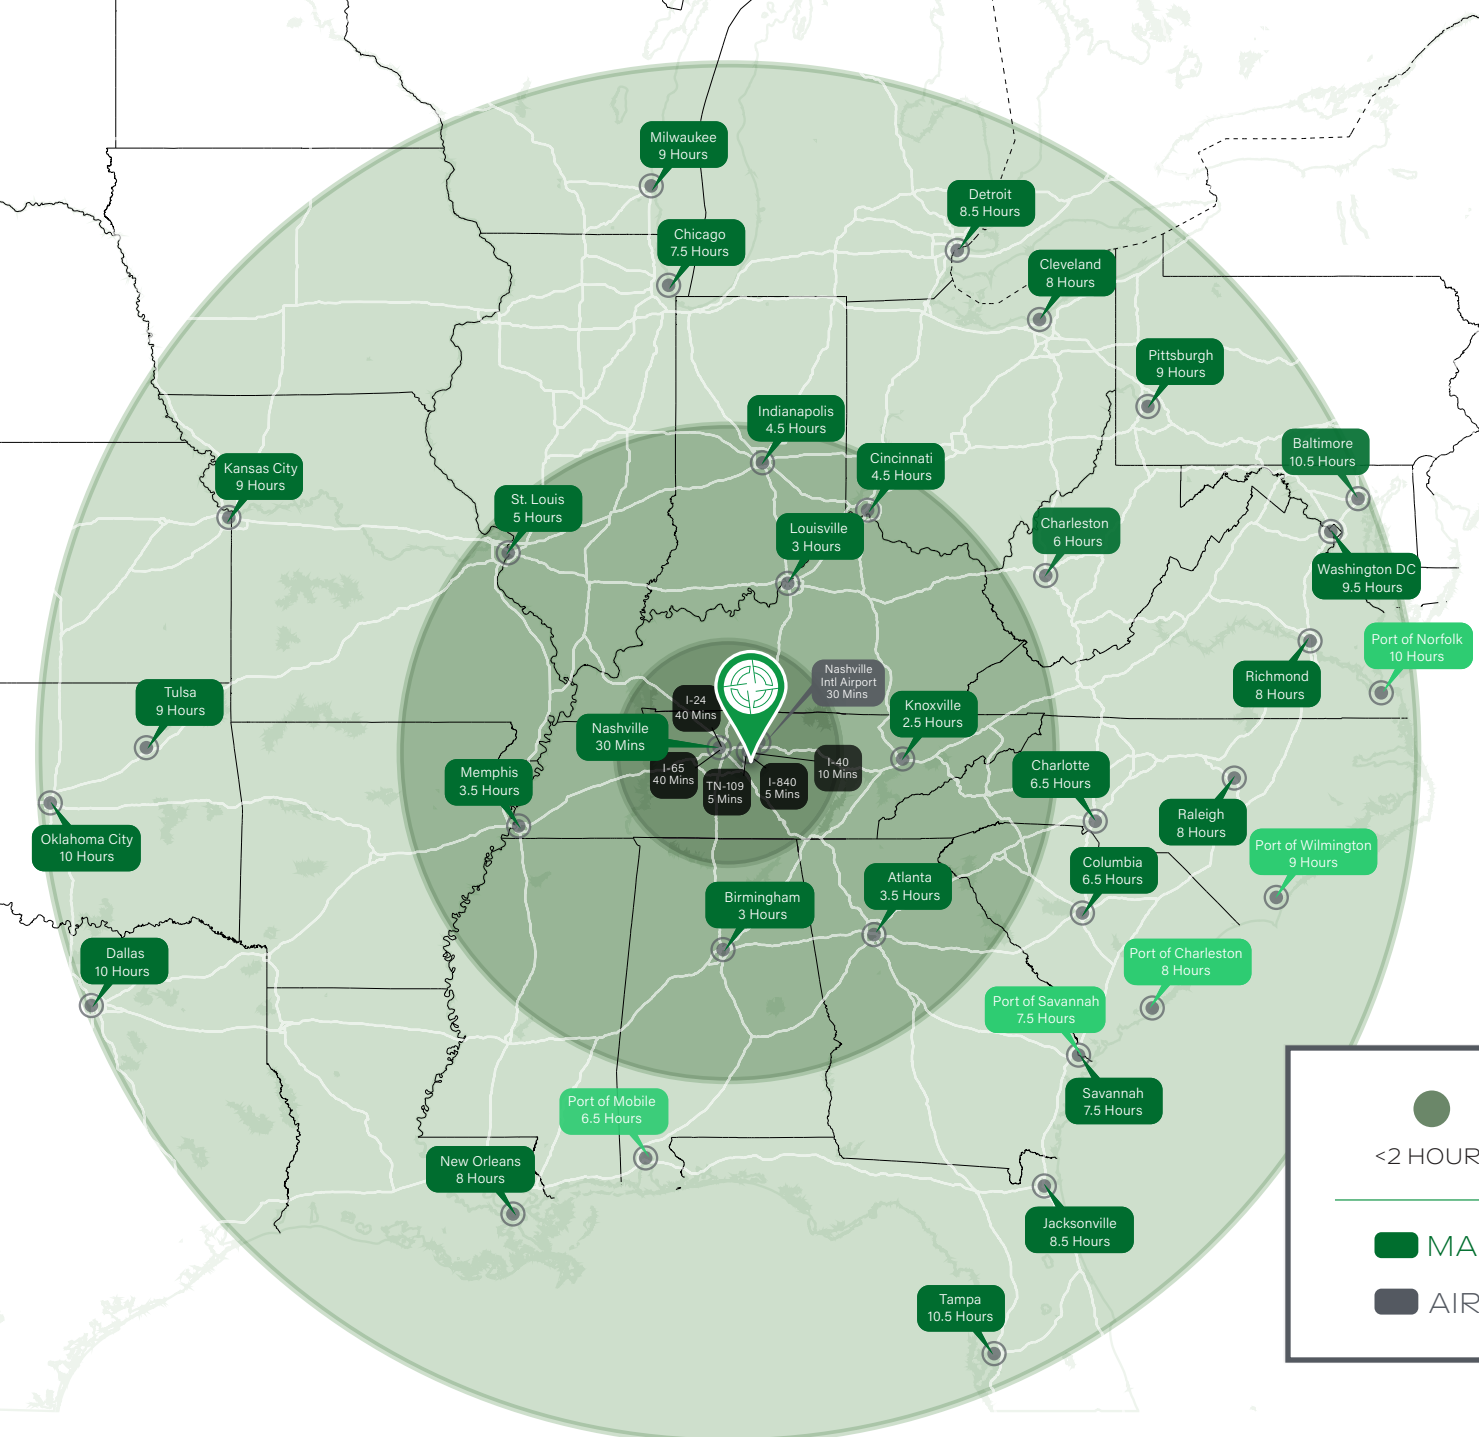 Milwaukee
9 Hours
Detroit
8.5 Hours
Chicago
7.5 Hours
Cleveland
8 Hours
Pittsburgh
9 Hours
Indianapolis
4.5 Hours
Baltimore
10.5 Hours
Cincinnati
4.5 Hours
Kansas City
9 Hours
St. Louis
5 Hours
Louisville
3 Hours
Charleston
6 Hours
Washington DC
9.5 Hours
Port of Norfolk
10 Hours
Nashville
Intl Airport
30 Mins
Richmond
8 Hours
Tulsa
9 Hours
I-24
40 Mins
Knoxville
2.5 Hours
Nashville
30 Mins
I-65
40 Mins
TN-109
5 Mins
I-840
5 Mins
I-40
10 Mins
Memphis
3.5 Hours
Charlotte
6.5 Hours
Raleigh
8 Hours
Oklahoma City
10 Hours
Port of Wilmington
9 Hours
Columbia
6.5 Hours
Atlanta
3.5 Hours
Birmingham
3 Hours
Dallas
10 Hours
Port of Charleston
8 Hours
Port of Savannah
7.5 Hours
Savannah
7.5 Hours
Port of Mobile
6.5 Hours
New Orleans
8 Hours
Jacksonville
8.5 Hours
Tampa
10.5 Hours
<2 HOUR
MA
AIR